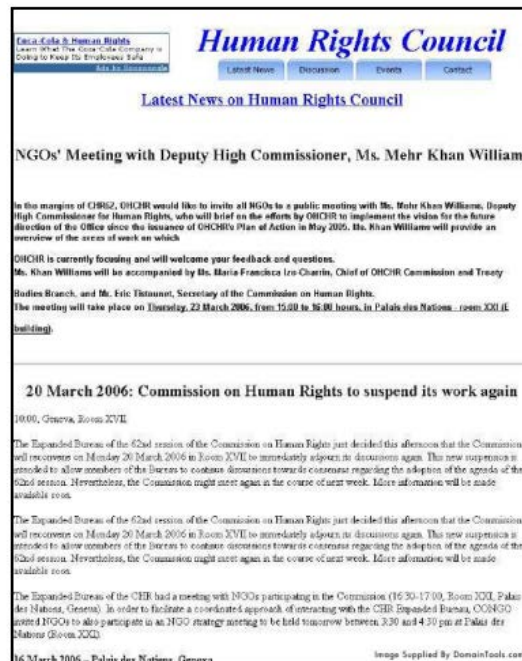 Coca-Cola & Human Rights
Learn What The Coca-Cola Company is
Doing to Keep Its Employees Safe
Human Rights Council
Latest News
Discussion
Events
Contact
Latest News on Human Rights Council
NGOs' Meeting with Deputy High Commissioner, Ms. Mehr Khan William
In the margins of CHR62, OHCHR would like to invite all NGOs to a public meeting with Ms. Mehr Khan Williams, Deputy
High Commissioner for Human Rights, who will brief on the efforts by OHCHR to implement the vision for the future
direction of the Office since the issuance of OHCHR's Plan of Action in May 2005. Ms. Khan Williams will provide an
overview of the areas of work on which
OHCHR is currently focusing and will welcome your feedback and questions.
Ms. Khan Williams will be accompanied by Ms. Maria Francisca Ize-Charrin, Chief of OHCHR Commission and Treaty
Bodies Branch, and Mr. Eric Tistounet, Secretary of the Commission on Human Rights.
The meeting will take place on Thursday, 23 March 2006, from 15:00 to 16:00 hours, in Palais des Nations - room XXI (E
building).
20 March 2006: Commission on Human Rights to suspend its work again
10:00, Geneva, Room XVII
The Expanded Bureau of the 62nd session of the Commission on Human Rights just decided this afternoon that the Commission
will reconvene on Monday 20 March 2006 in Room XVII to immediately adjourn its discussions again. This new suspension is
intended to allow members of the Bureau to continue discussions towards consensus regarding the adoption of the agenda of the
62nd session. Nevertheless, the Commission might meet again in the course of next week. More information will be made
available soon.
The Expanded Bureau of the 62nd session of the Commission on Human Rights just decided this afternoon that the Commission
will reconvene on Monday 20 March 2006 in Room XVII to immediately adjourn its discussions again. This new suspension is
intended to allow members of the Bureau to continue discussions towards consensus regarding the adoption of the agenda of the
62nd session. Nevertheless, the Commission might meet again in the course of next week. More information will be made
available soon.
The Expanded Bureau of the CHR had a meeting with NGOs participating in the Commission (16:30-17:00, Room XXI, Palais
des Nations, Geneva). In order to facilitate a coordinated approach of interacting with the CHR Expanded Bureau, CONGO
invited NGOs to also participate in an NGO strategy meeting to be held tomorrow between 3:30 and 4:30 pm at Palais des
Nations (Room XXI).
16 March 2006 – Palais des Nations, Geneva
Image Supplied By DomainTools.com